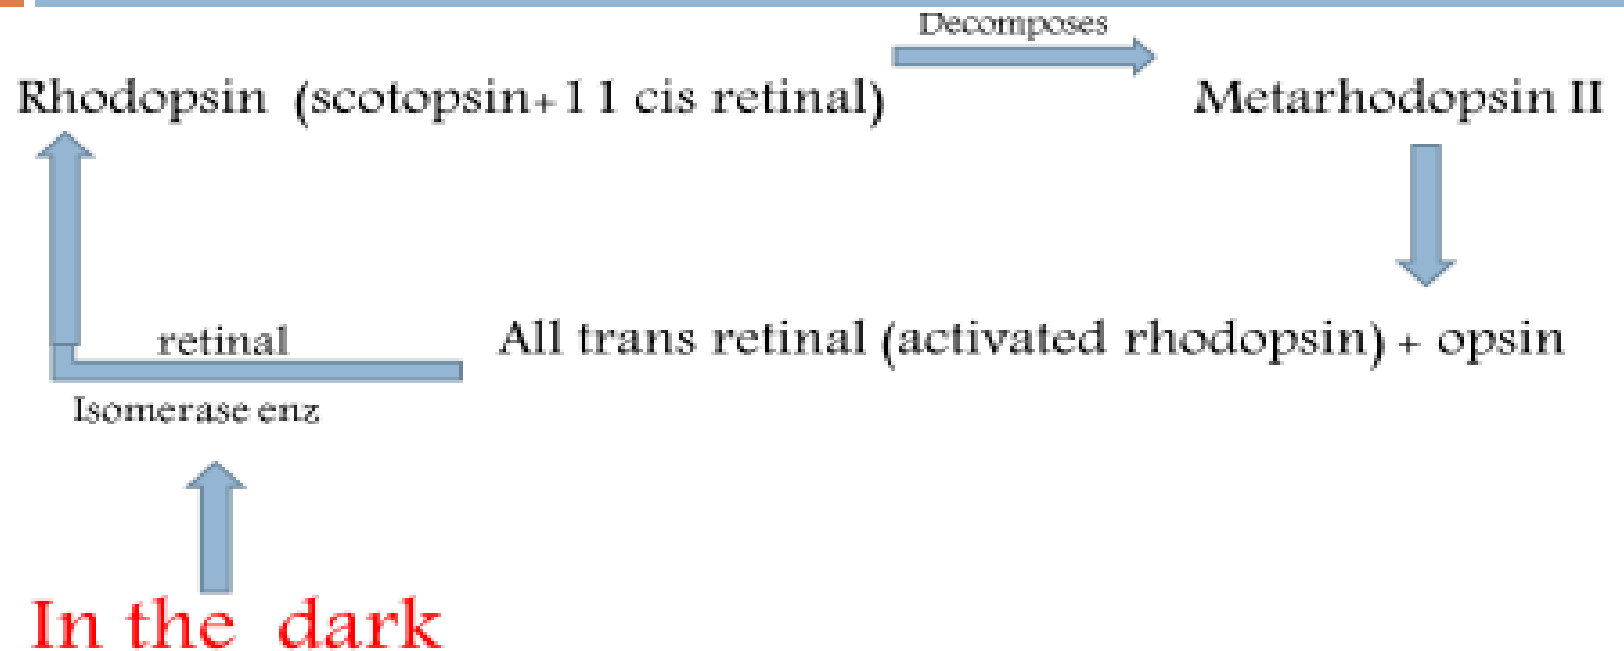 Decomposes
Rhodopsin (scotopsin+11 cis retinal)
Metarhodopsin II
retinal
All trans retinal (activated rhodopsin) + opsin
Isomerase enz
In the dark